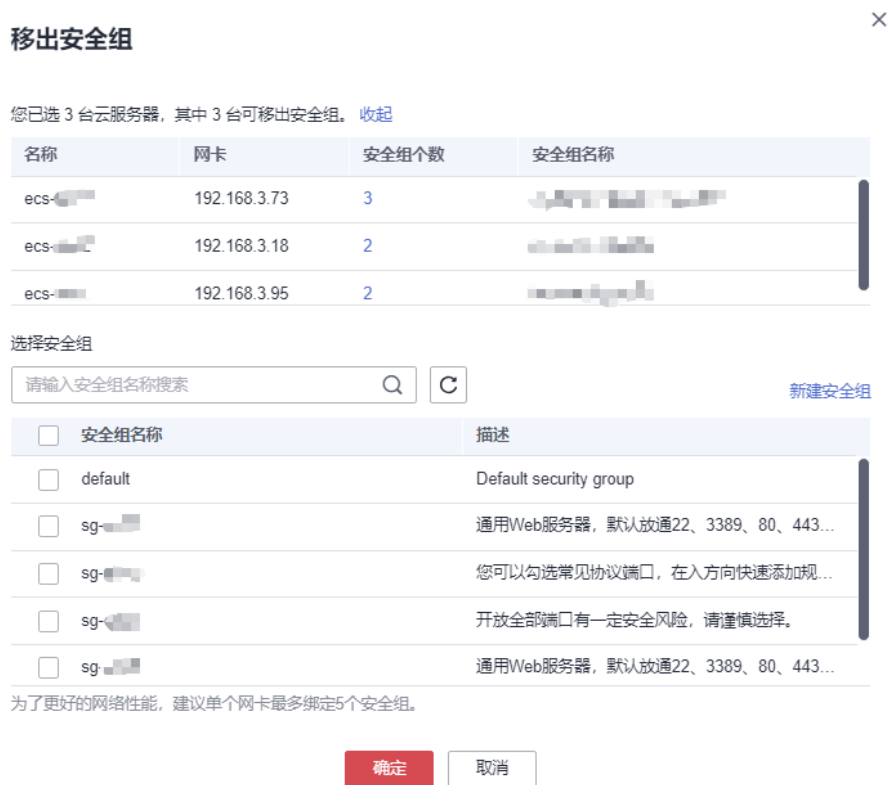 移出安全组
您已选 3 台云服务器，其中 3 台可移出安全组。 收起
名称 网卡 安全组个数 安全组名称
ecs- 192.168.3.73 3
ecs- 192.168.3.18 2
ecs- 192.168.3.95 2
选择安全组
请输入安全组名称搜索
新建安全组
安全组名称 描述
default Default security group
sg- 通用Web服务器，默认放通22、3389、80、443...
sg- 您可以勾选常见协议端口，在入方向快速添加规...
sg- 开放全部端口有一定安全风险，请谨慎选择。
sg- 通用Web服务器，默认放通22、3389、80、443...
为了更好的网络性能，建议单个网卡最多绑定5个安全组。
确定 取消